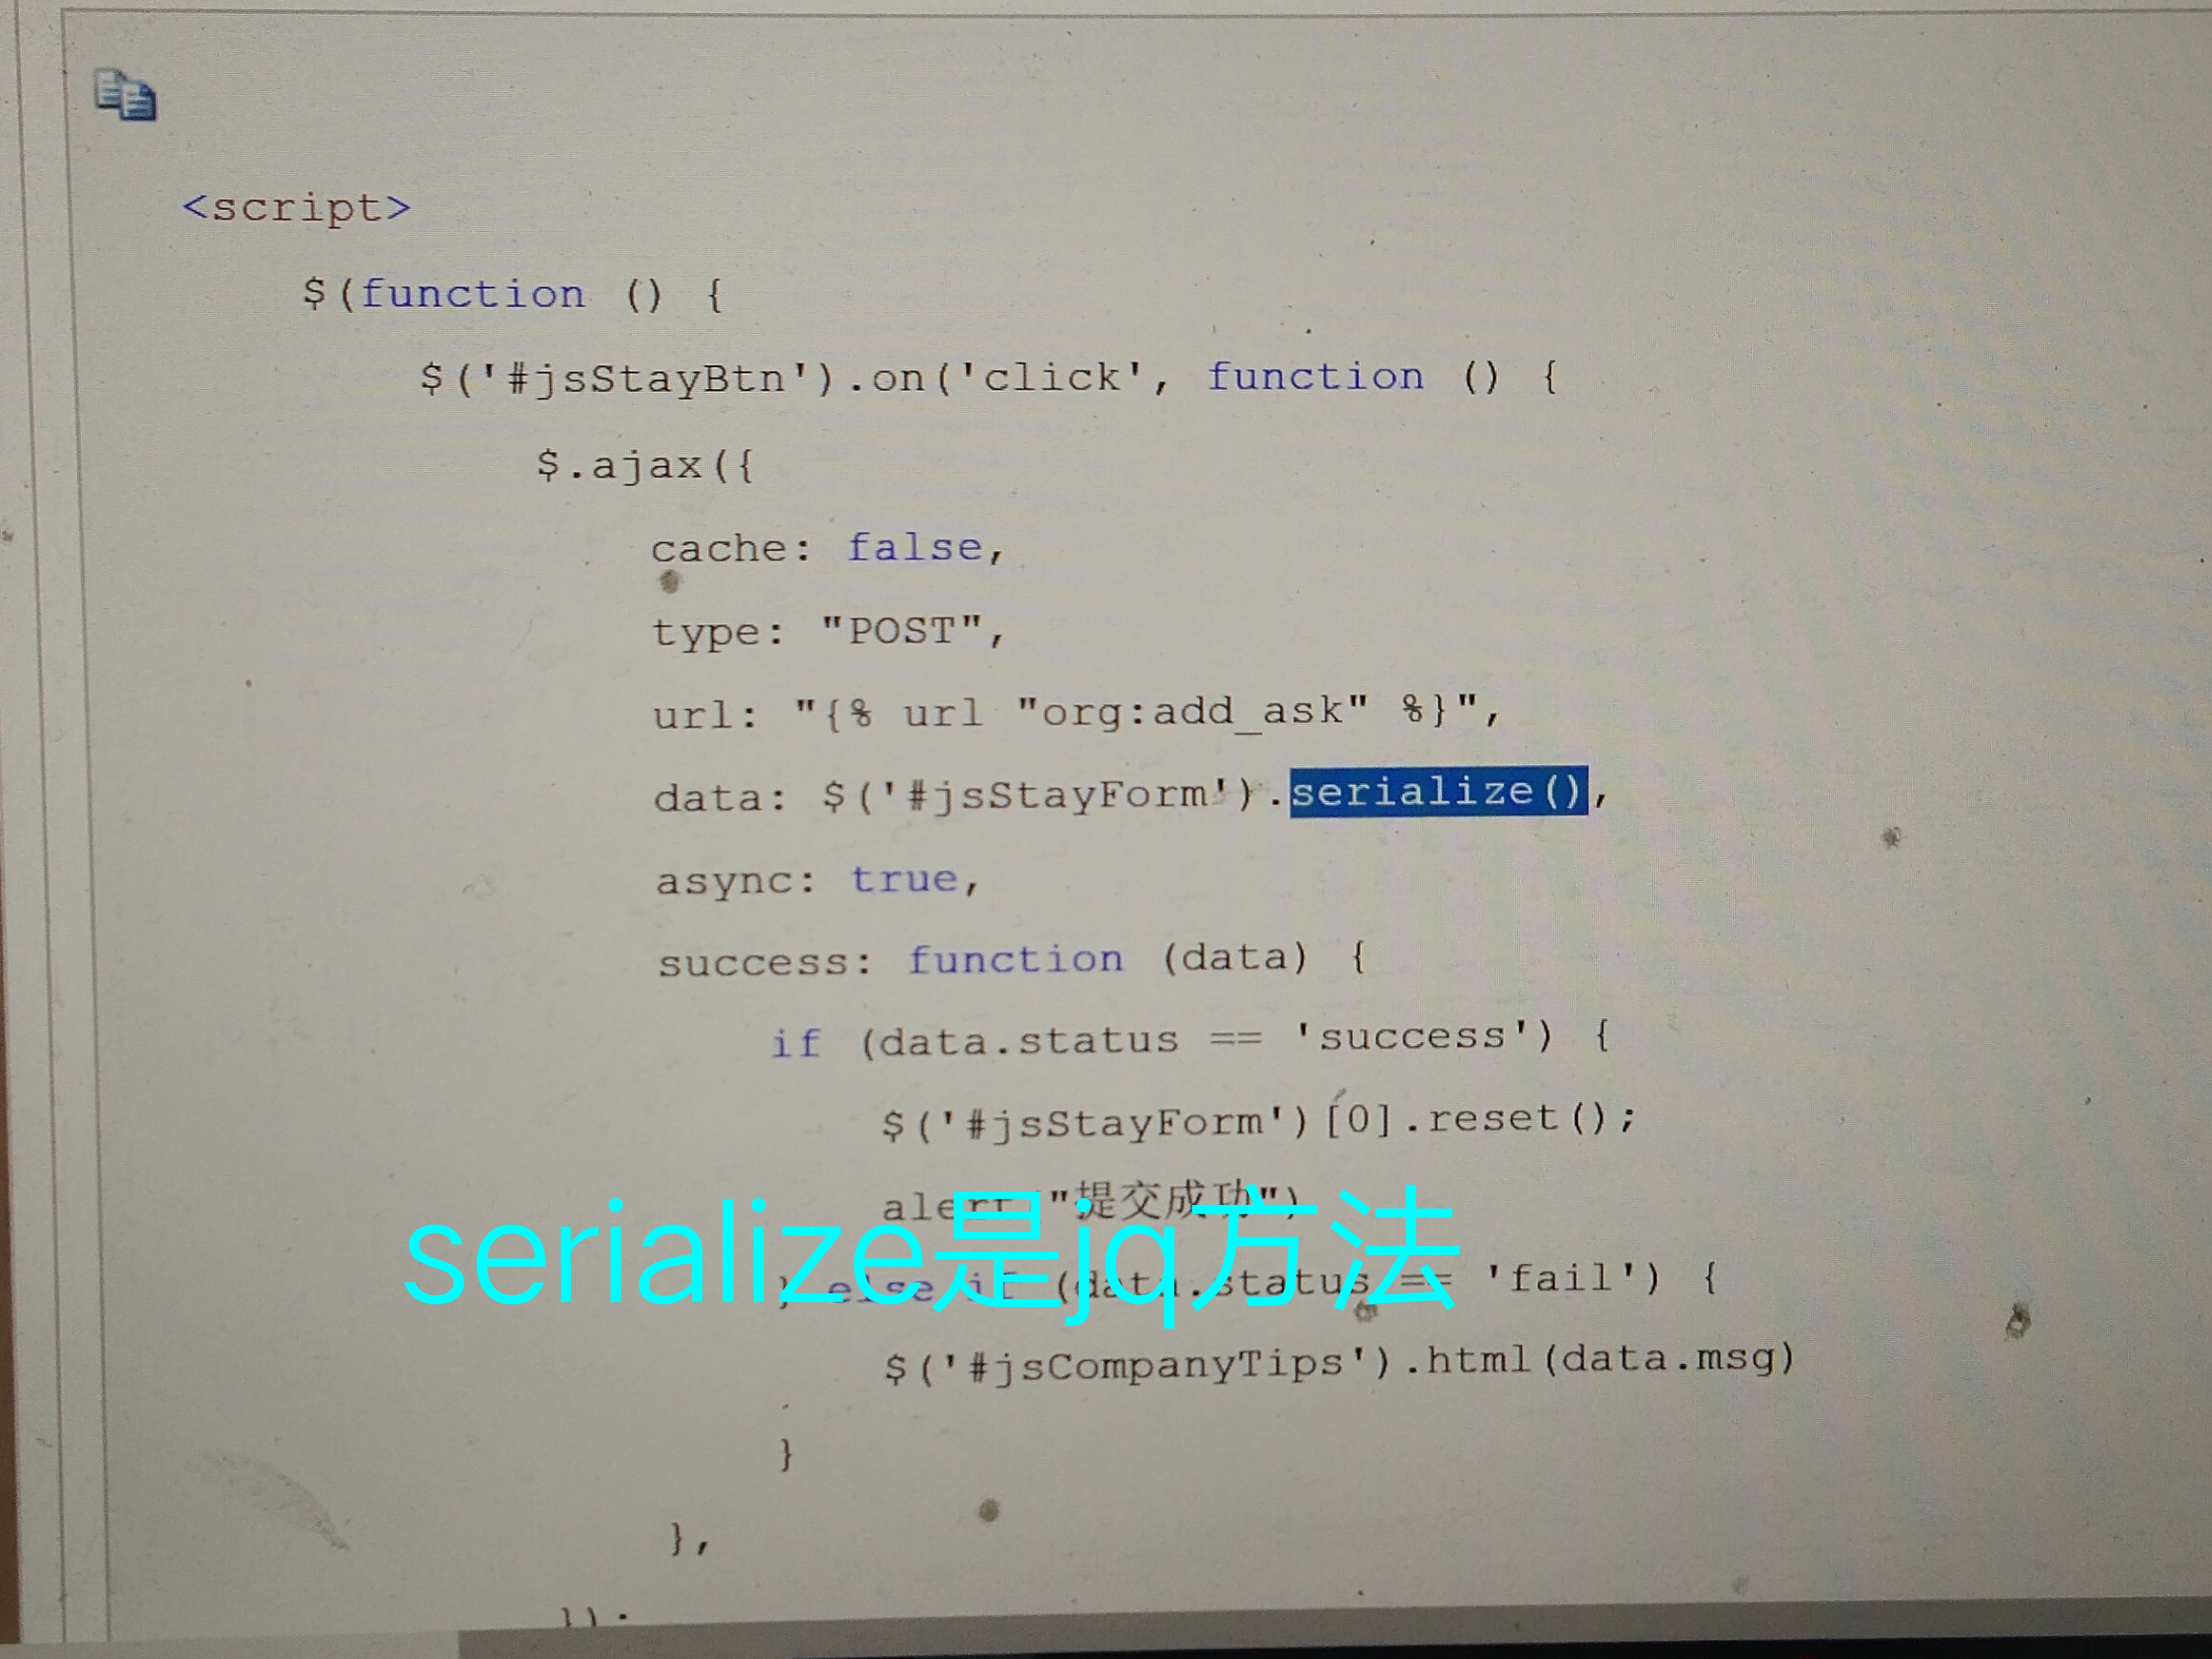 <script>
$(function () {
$('#jsStayBtn').on('click', function () {
$.ajax({
cache: false,
type: "POST",
url: "{% url "org:add_ask" %}",
data: $('#jsStayForm').serialize(),
async: true,
success: function (data) {
if (data.status == 'success') {
$('#jsStayForm')[0].reset();
alert("提交成功")
serialize是jq方法
} else if (data.status == 'fail') {
$('#jsCompanyTips').html(data.msg)
}
},
});